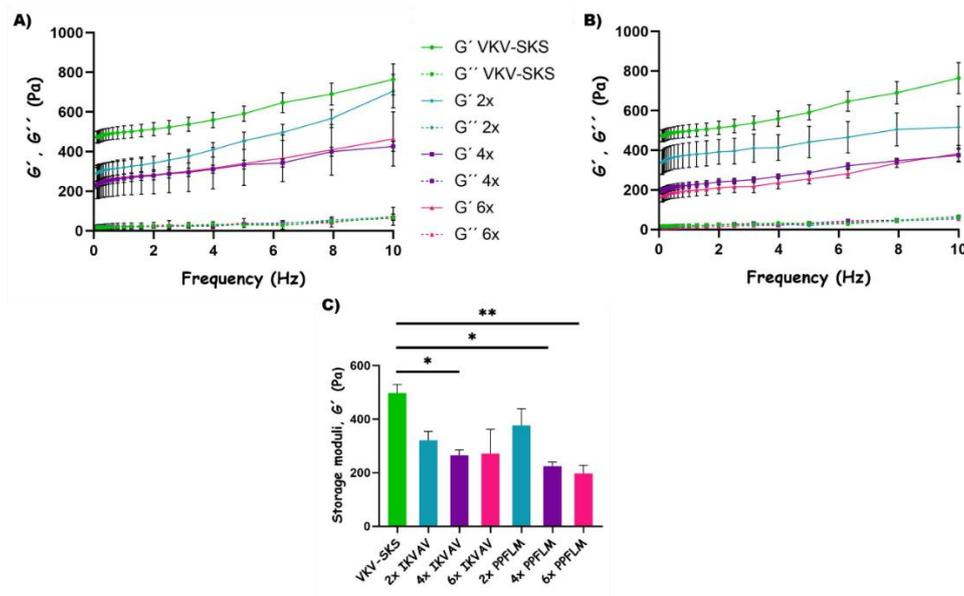 A)
1000
800
600
400
200
0
G´, G´´ (Pa)
0 2 4 6 8 10
Frequency (Hz)
G´ VKV-SKS
G´´ VKV-SKS
G´ 2x
G´´ 2x
G´ 4x
G´´ 4x
G´ 6x
G´´ 6x
B)
1000
800
600
400
200
0
G´, G´´ (Pa)
0 2 4 6 8 10
Frequency (Hz)
C)
**
*
*
600
400
200
0
Storage moduli, G´ (Pa)
VKV-SKS
2x IKVAV
4x IKVAV
6x IKVAV
2x PPFLM
4x PPFLM
6x PPFLM